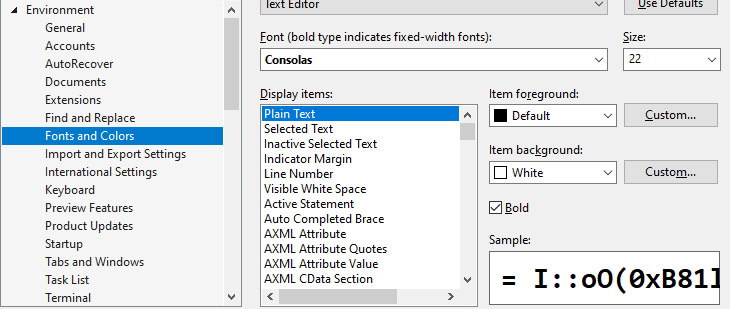 Environment
General
Accounts
AutoRecover
Documents
Extensions
Find and Replace
Fonts and Colors
Import and Export Settings
International Settings
Keyboard
Preview Features
Product Updates
Startup
Tabs and Windows
Task List
Terminal
Text Editor
Use Defaults
Font (bold type indicates fixed-width fonts):
Size:
Consolas
22
Display items:
Plain Text
Selected Text
Inactive Selected Text
Indicator Margin
Line Number
Visible White Space
Active Statement
Auto Completed Brace
AXML Attribute
AXML Attribute Quotes
AXML Attribute Value
AXML CData Section
Item foreground:
Default
Custom...
Item background:
White
Custom...
Bold
Sample:
= I::oO(0xB81l